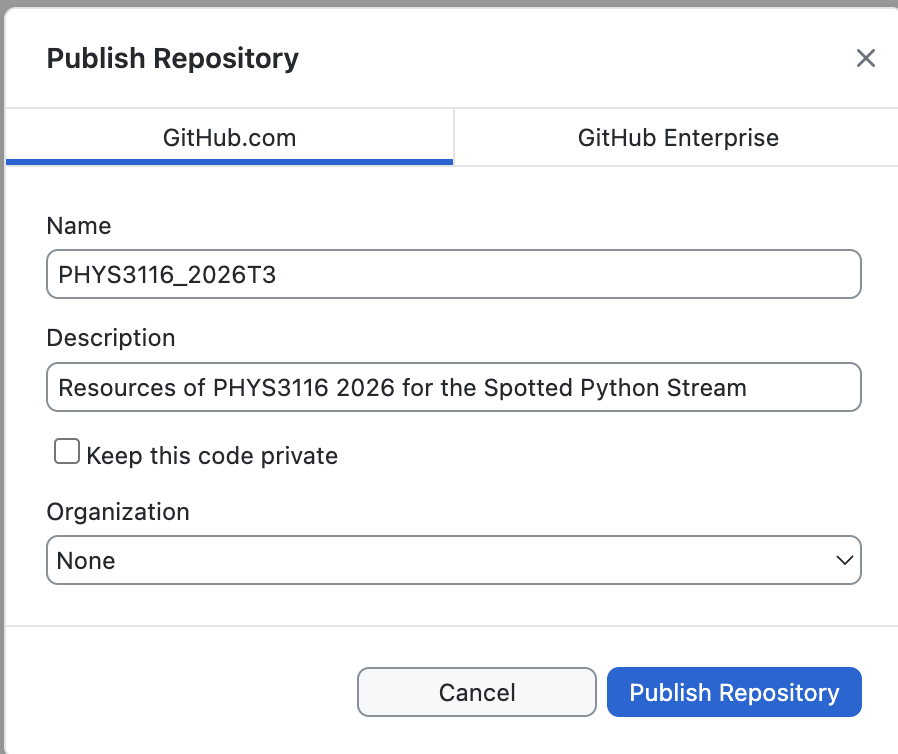 Publish Repository
GitHub.com
GitHub Enterprise
Name
PHYS3116_2026T3
Description
Resources of PHYS3116 2026 for the Spotted Python Stream
Keep this code private
Organization
None
Cancel
Publish Repository